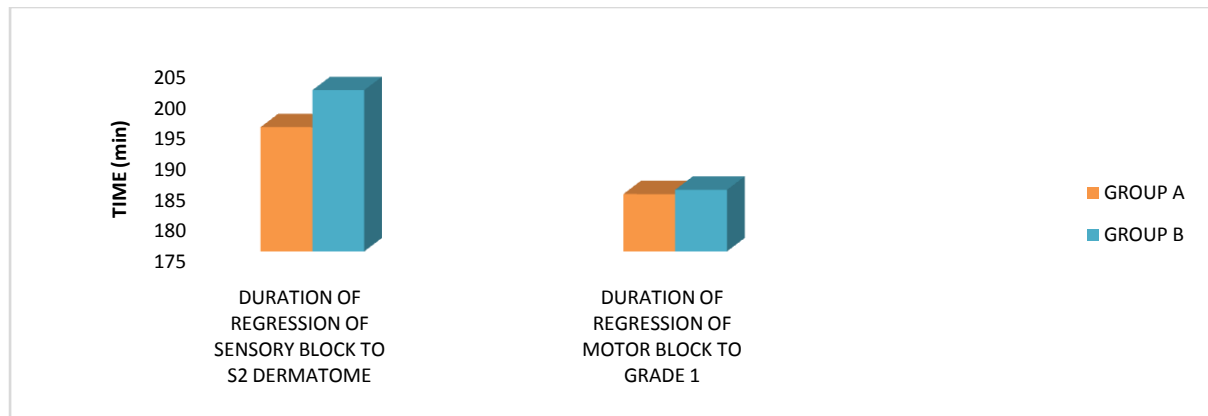 205
200
195
190
185
180
175
TIME (min)
DURATION OF
REGRESSION OF
SENSORY BLOCK TO
S2 DERMATOME
DURATION OF
REGRESSION OF
MOTOR BLOCK TO
GRADE 1
GROUP A
GROUP B